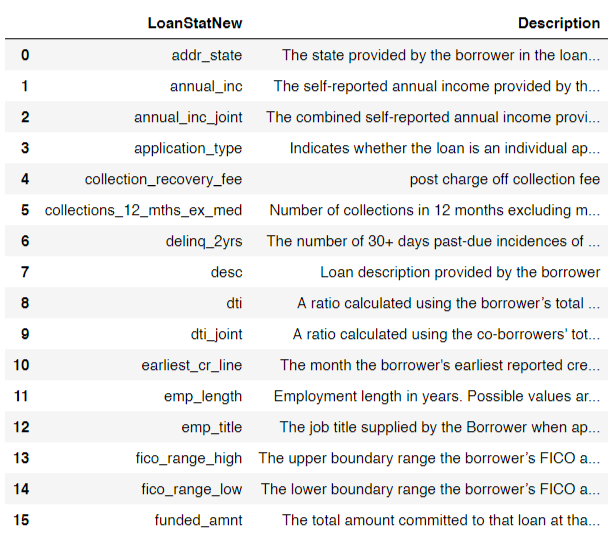 LoanStatNew Description
0 addr_state The state provided by the borrower in the loan...
1 annual_inc The self-reported annual income provided by th...
2 annual_inc_joint The combined self-reported annual income provi...
3 application_type Indicates whether the loan is an individual ap...
4 collection_recovery_fee post charge off collection fee
5 collections_12_mths_ex_med Number of collections in 12 months excluding m...
6 delinq_2yrs The number of 30+ days past-due incidences of ...
7 desc Loan description provided by the borrower
8 dti A ratio calculated using the borrower’s total ...
9 dti_joint A ratio calculated using the co-borrowers' tot...
10 earliest_cr_line The month the borrower's earliest reported cre...
11 emp_length Employment length in years. Possible values ar...
12 emp_title The job title supplied by the Borrower when ap...
13 fico_range_high The upper boundary range the borrower’s FICO a...
14 fico_range_low The lower boundary range the borrower’s FICO a...
15 funded_amnt The total amount committed to that loan at tha...